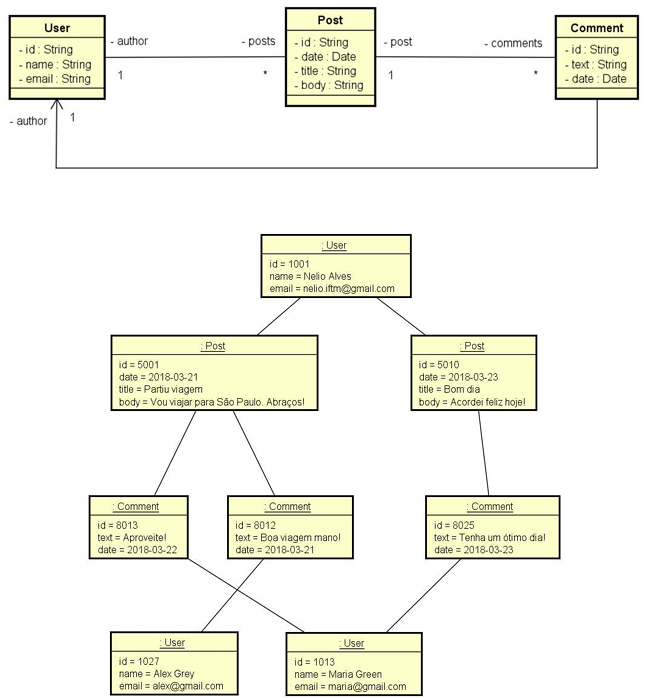 User
- id : String
- name : String
- email : String
- author
1
- posts
*
Post
- id : String
- date : Date
- title : String
- body : String
- post
1
- comments
*
Comment
- id : String
- text : String
- date : Date
- author
1
: User
id = 1001
name = Nelio Alves
email = nelio.iftm@gmail.com
: Post
id = 5001
date = 2018-03-21
title = Partiu viagem
body = Vou viajar para São Paulo. Abraços!
: Post
id = 5010
date = 2018-03-23
title = Bom dia
body = Acordei feliz hoje!
: Comment
id = 8013
text = Aproveite!
date = 2018-03-22
: Comment
id = 8012
text = Boa viagem mano!
date = 2018-03-21
: Comment
id = 8025
text = Tenha um ótimo dia!
date = 2018-03-23
: User
id = 1027
name = Alex Grey
email = alex@gmail.com
: User
id = 1013
name = Maria Green
email = maria@gmail.com